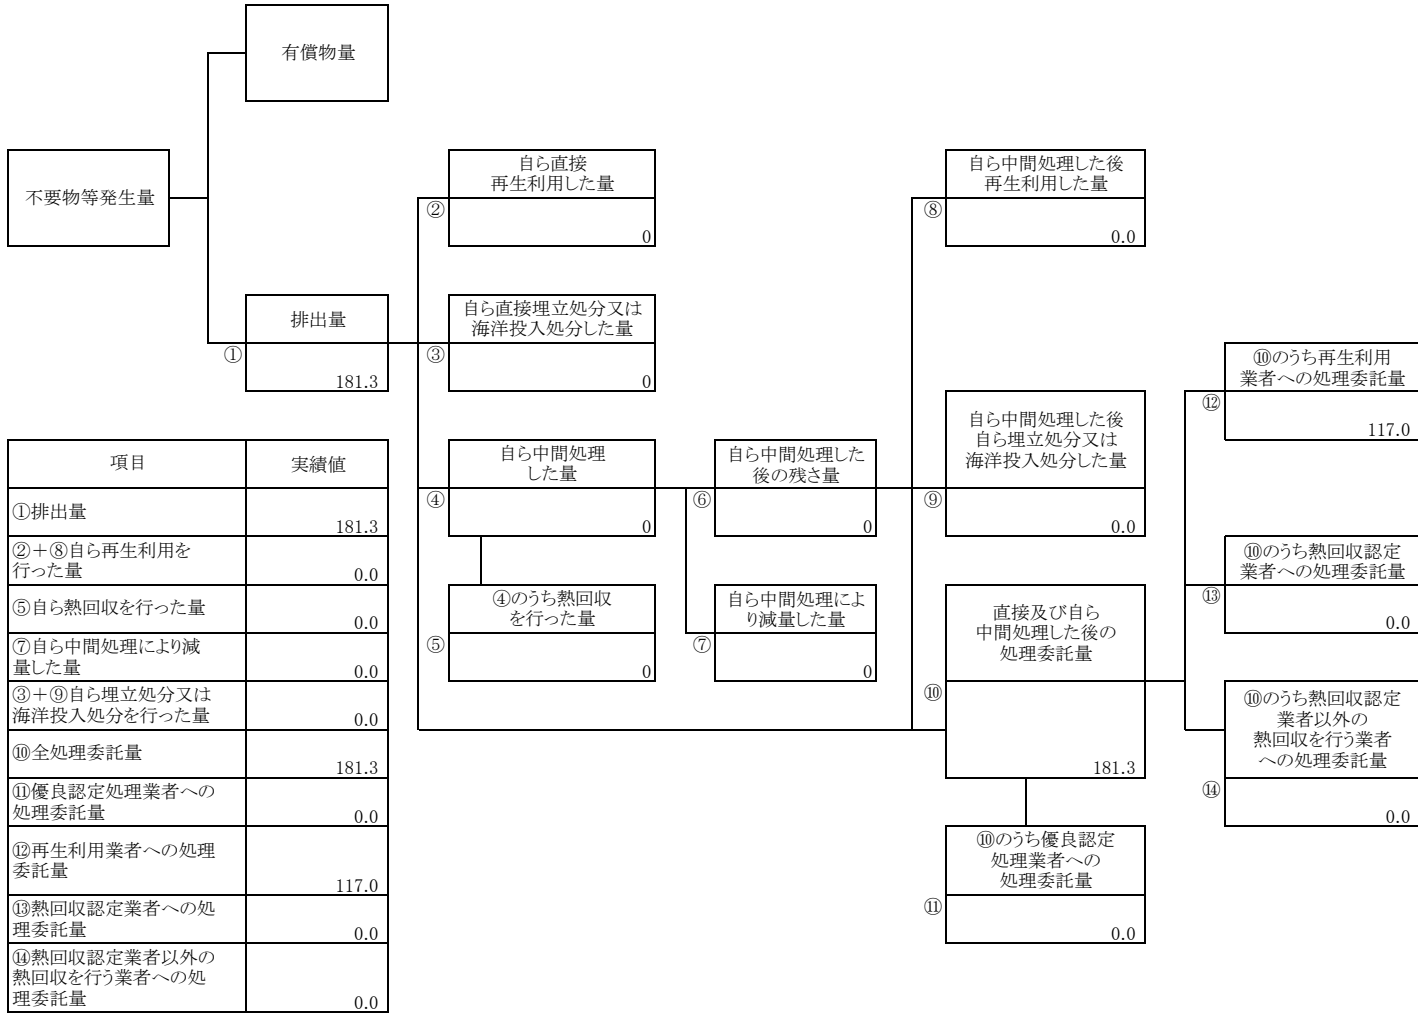 有償物量
不要物等発生量
自ら直接
再生利用した量
②
0
自ら中間処理した後
再生利用した量
⑧
0.0
排出量
①
181.3
自ら直接埋立処分又は
海洋投入処分した量
③
0
⑩のうち再生利用
業者への処理委託量
⑫
117.0
自ら中間処理
した量
④
0
自ら中間処理した
後の残さ量
⑥
0
自ら中間処理した後
自ら埋立処分又は
海洋投入処分した量
⑨
0.0
⑩のうち熱回収認定
業者への処理委託量
⑬
0.0
④のうち熱回収
を行った量
⑤
0
自ら中間処理によ
り減量した量
⑦
0
直接及び自ら
中間処理した後の
処理委託量
⑩
181.3
⑩のうち熱回収認定
業者以外の
熱回収を行う業者
への処理委託量
⑭
0.0
⑩のうち優良認定
処理業者への
処理委託量
⑪
0.0
項目 実績値
①排出量
181.3
②+⑧自ら再生利用を
行った量
0.0
⑤自ら熱回収を行った量
0.0
⑦自ら中間処理により減
量した量
0.0
③+⑨自ら埋立処分又は
海洋投入処分を行った量
0.0
⑩全処理委託量
181.3
⑪優良認定処理業者への
処理委託量
0.0
⑫再生利用業者への処理
委託量
117.0
⑬熱回収認定業者への処
理委託量
0.0
⑭熱回収認定業者以外の
熱回収を行う業者への処
理委託量
0.0